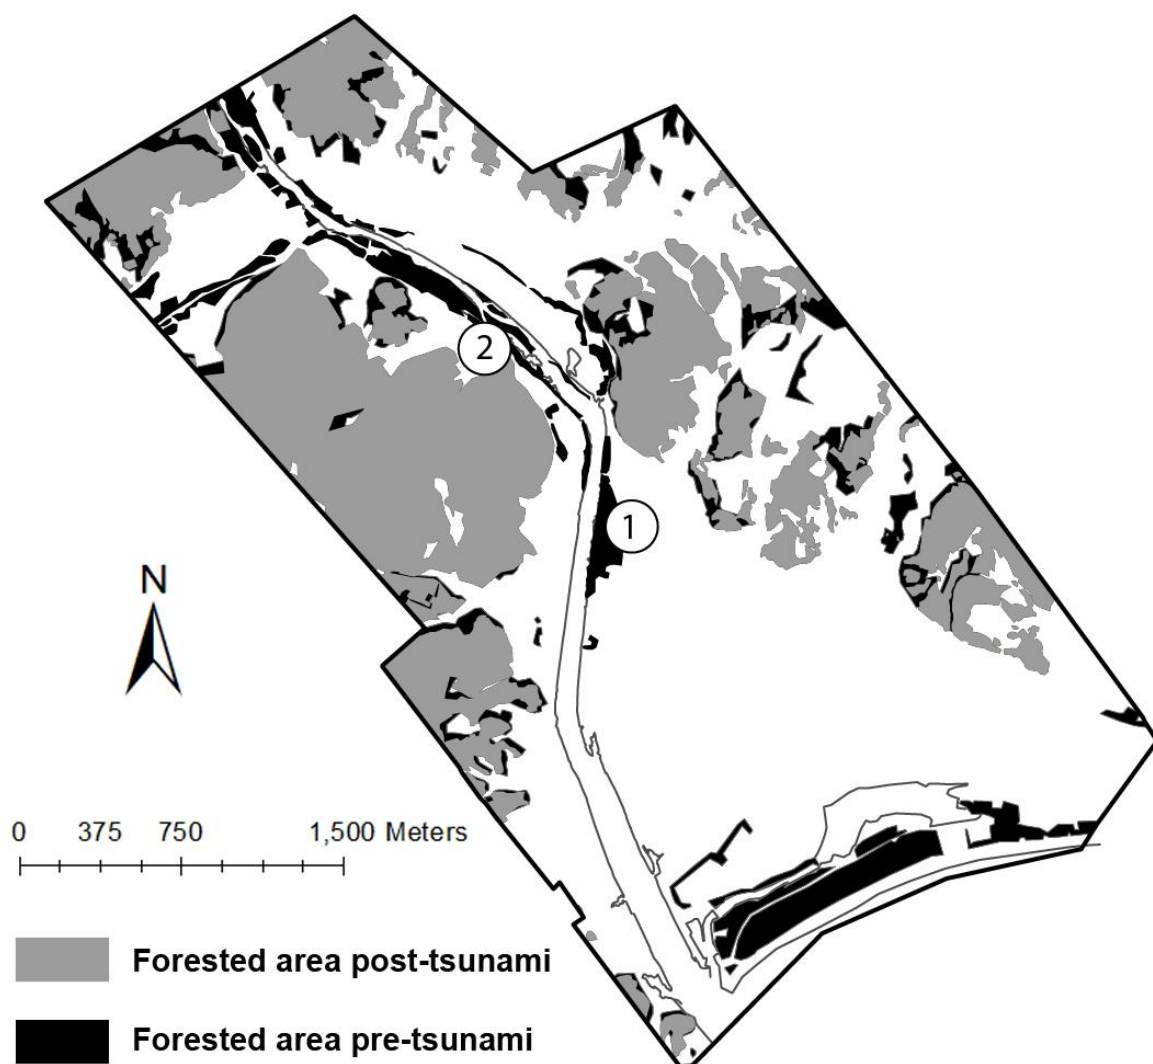 2
1
N
0 375 750 1,500 Meters
Forested area post-tsunami
Forested area pre-tsunami